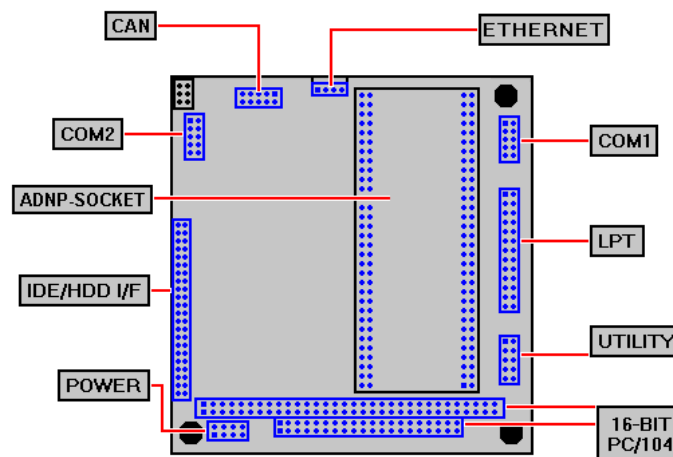 CAN
ETHERNET
COM2
COM1
ADNP-SOCKET
LPT
IDE/HDD I/F
UTILITY
POWER
16-BIT
PC/104